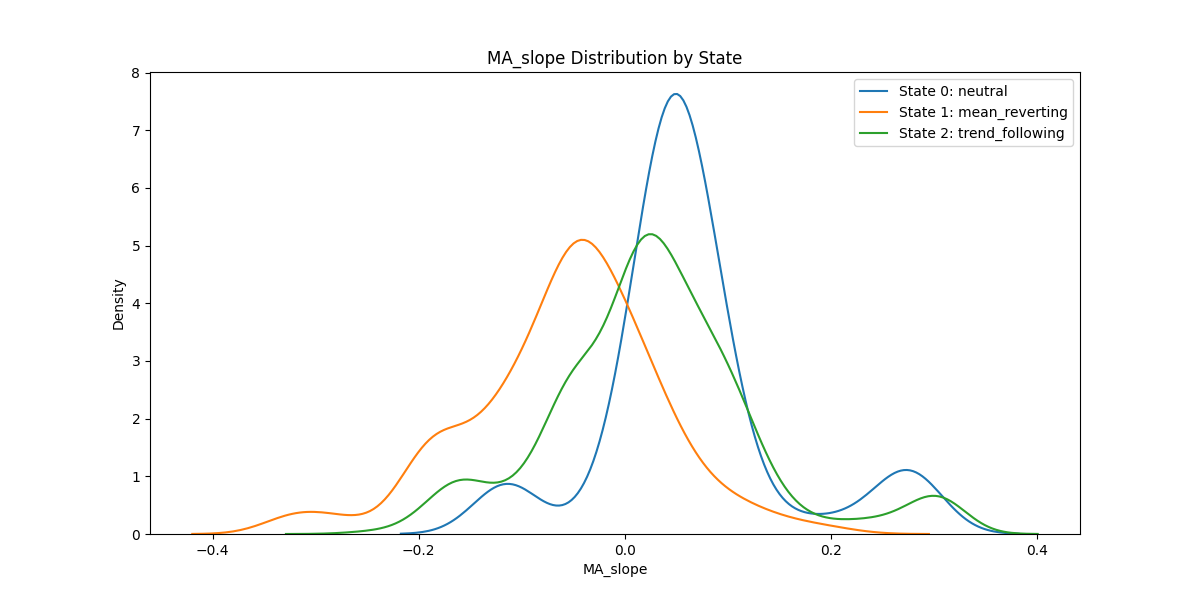 MA_slope Distribution by State
State 0: neutral
State 1: mean_reverting
State 2: trend_following
Density
8
7
6
5
4
3
2
1
0
−0.4
−0.2
0.0
0.2
0.4
MA_slope